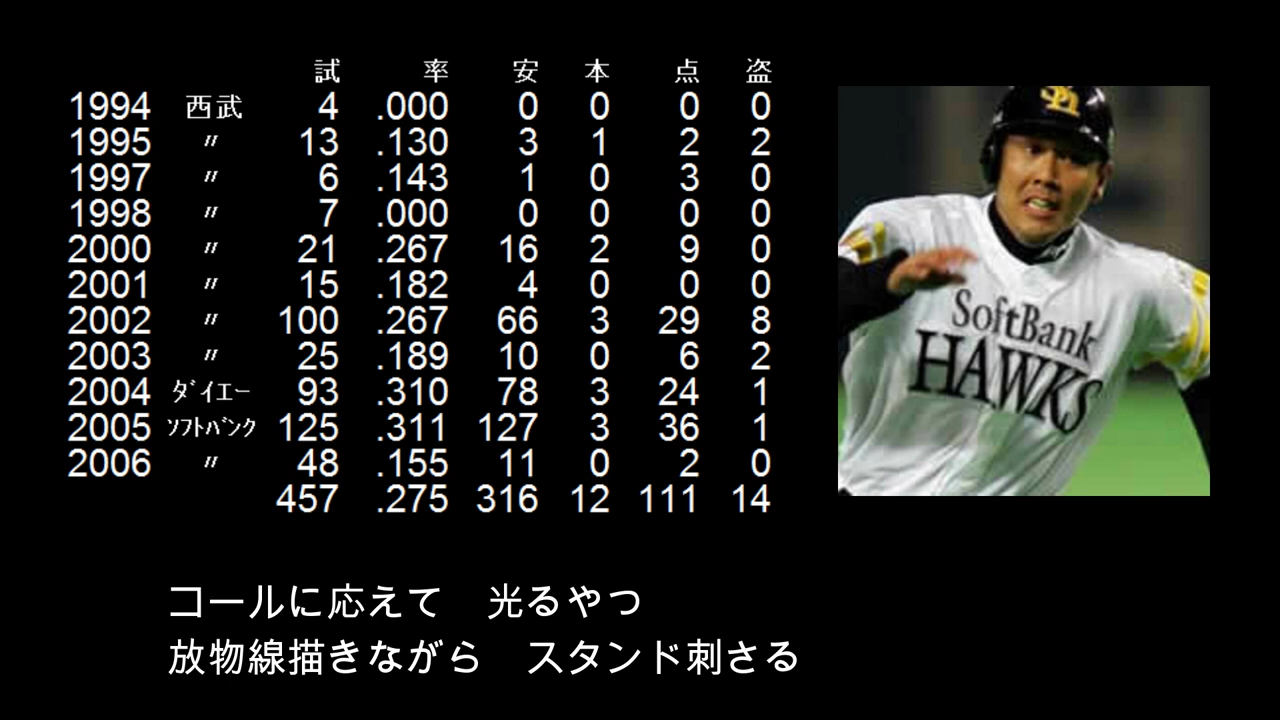 試 率 安 本 点 盗
1994 西武 4 .000 0 0 0 0
1995 〃 13 .130 3 1 2 2
1997 〃 6 .143 1 0 3 0
1998 〃 7 .000 0 0 0 0
2000 〃 21 .267 16 2 9 0
2001 〃 15 .182 4 0 0 0
2002 〃 100 .267 66 3 29 8
2003 〃 25 .189 10 0 6 2
2004 ﾀﾞｲｴｰ 93 .310 78 3 24 1
2005 ｿﾌﾄﾊﾞﾝｸ 125 .311 127 3 36 1
2006 〃 48 .155 11 0 2 0
457 .275 316 12 111 14
Sh
SoftBank
HAWKS
コールに応えて　光るやつ
放物線描きながら　スタンド刺さる